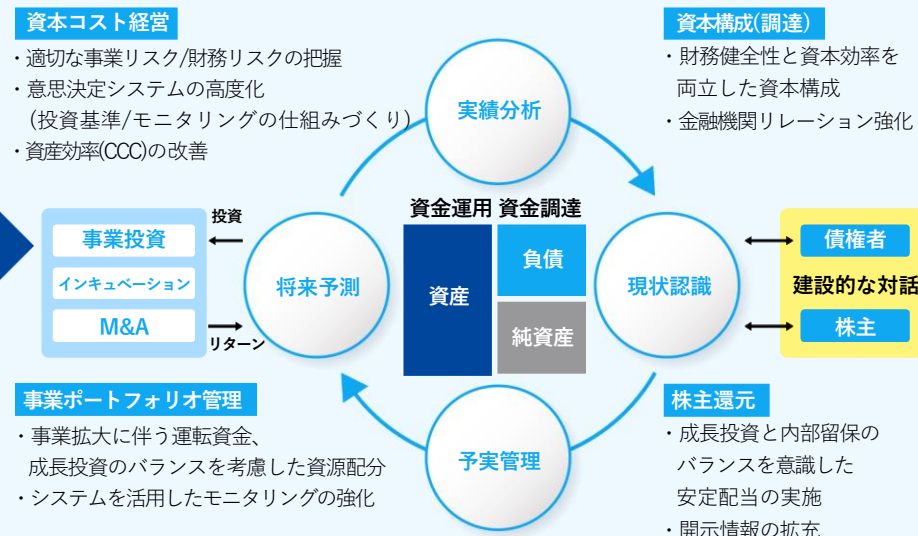 資本コスト経営
・適切な事業リスク/財務リスクの把握
・意思決定システムの高度化
(投資基準/モニタリングの仕組みづくり)
・資産効率(CCC)の改善
資本構成(調達)
・財務健全性と資本効率を
両立した資本構成
・金融機関リレーション強化
実績分析
資金運用 資金調達
資産
負債
純資産
投資
事業投資
インキュベーション
M&A
リターン
将来予測
現状認識
債権者
建設的な対話
株主
事業ポートフォリオ管理
・事業拡大に伴う運転資金、
成長投資のバランスを考慮した資源配分
・システムを活用したモニタリングの強化
予実管理
株主還元
・成長投資と内部留保の
バランスを意識した
安定配当の実施
・開示情報の拡充